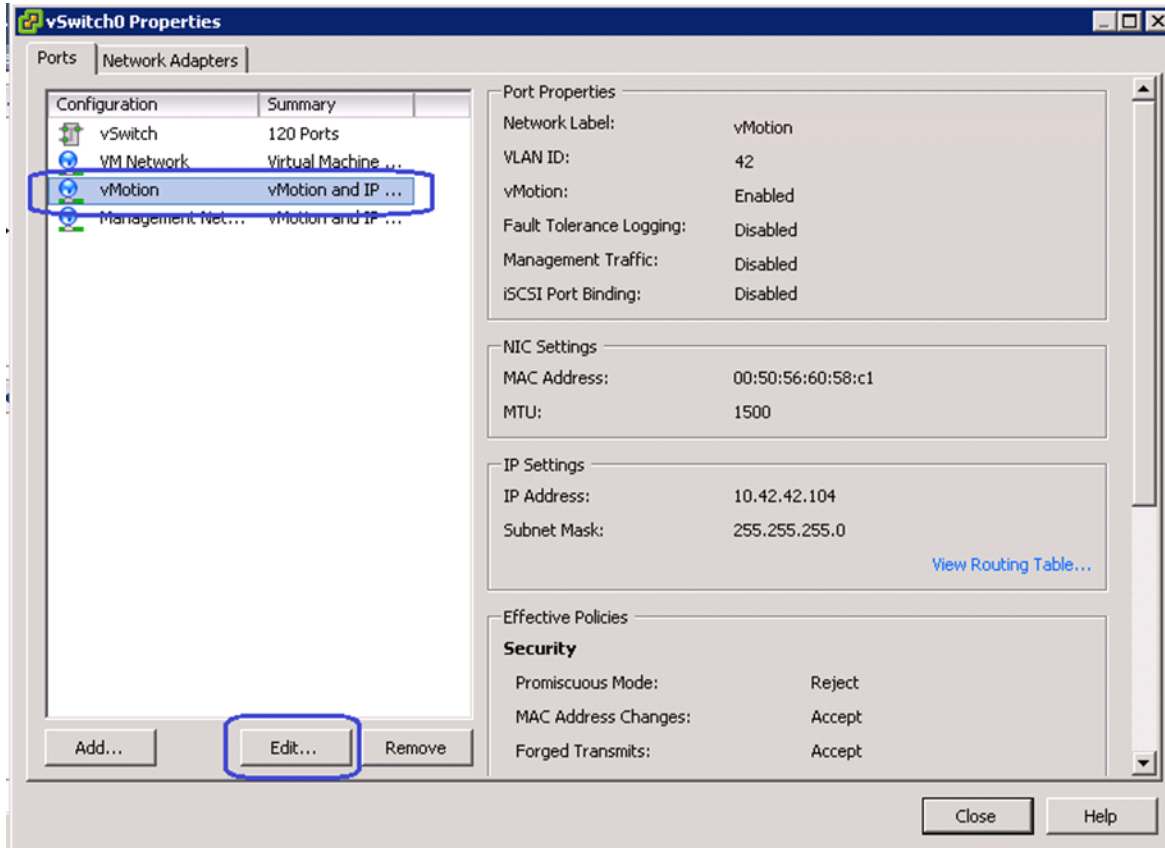 vSwitch0 Properties
Ports Network Adapters
Configuration Summary
vSwitch 120 Ports
VM Network Virtual Machine ...
vMotion vMotion and IP ...
Management Net... vMotion and IP ...
Add... Edit... Remove
Port Properties
Network Label: vMotion
VLAN ID: 42
vMotion: Enabled
Fault Tolerance Logging: Disabled
Management Traffic: Disabled
iSCSI Port Binding: Disabled
NIC Settings
MAC Address: 00:50:56:60:58:c1
MTU: 1500
IP Settings
IP Address: 10.42.42.104
Subnet Mask: 255.255.255.0
View Routing Table...
Effective Policies
Security
Promiscuous Mode: Reject
MAC Address Changes: Accept
Forged Transmits: Accept
Close Help